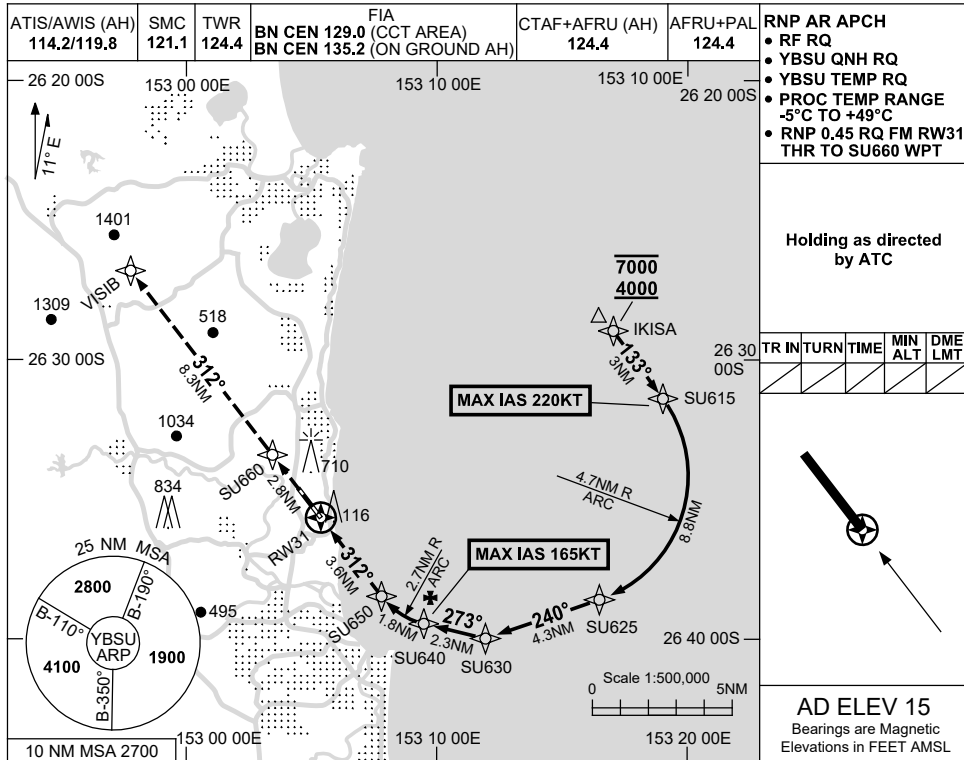 ATIS/AWIS (AH)
114.2/119.8
SMC
121.1
TWR
124.4
FIA
BN CEN 129.0 (CCT AREA)
BN CEN 135.2 (ON GROUND AH)
CTAF+AFRU (AH)
124.4
AFRU+PAL
124.4
RNP AR APCH
• RF RQ
• YBSU QNH RQ
• YBSU TEMP RQ
• PROC TEMP RANGE
-5°C TO +49°C
• RNP 0.45 RQ FM RW31
THR TO SU660 WPT
Holding as directed
by ATC
TR IN
TURN
TIME
MIN
ALT
DME
LMT
AD ELEV 15
Bearings are Magnetic
Elevations in FEET AMSL
26 20 00S
153 00 00E
153 10 00E
26 20 00S
11° E
1401
VISIB
1309
518
26 30 00S
312°
8.3NM
7000
4000
IKISA
133°
3NM
26 30
00S
MAX IAS 220KT
SU615
1034
SU660
710
2.8NM
834
116
RW31
4.7NM R
ARC
8.8NM
MAX IAS 165KT
312°
3.6NM
2.7NM R
ARC
SU650
1.8NM
273°
240°
4.3NM
SU625
SU640
2.3NM
SU630
26 40 00S
25 NM MSA
2800
B-190°
B-110°
YBSU
ARP
495
4100
1900
B-350°
Scale 1:500,000
0
5NM
10 NM MSA 2700
153 00 00E
153 10 00E
153 20 00E